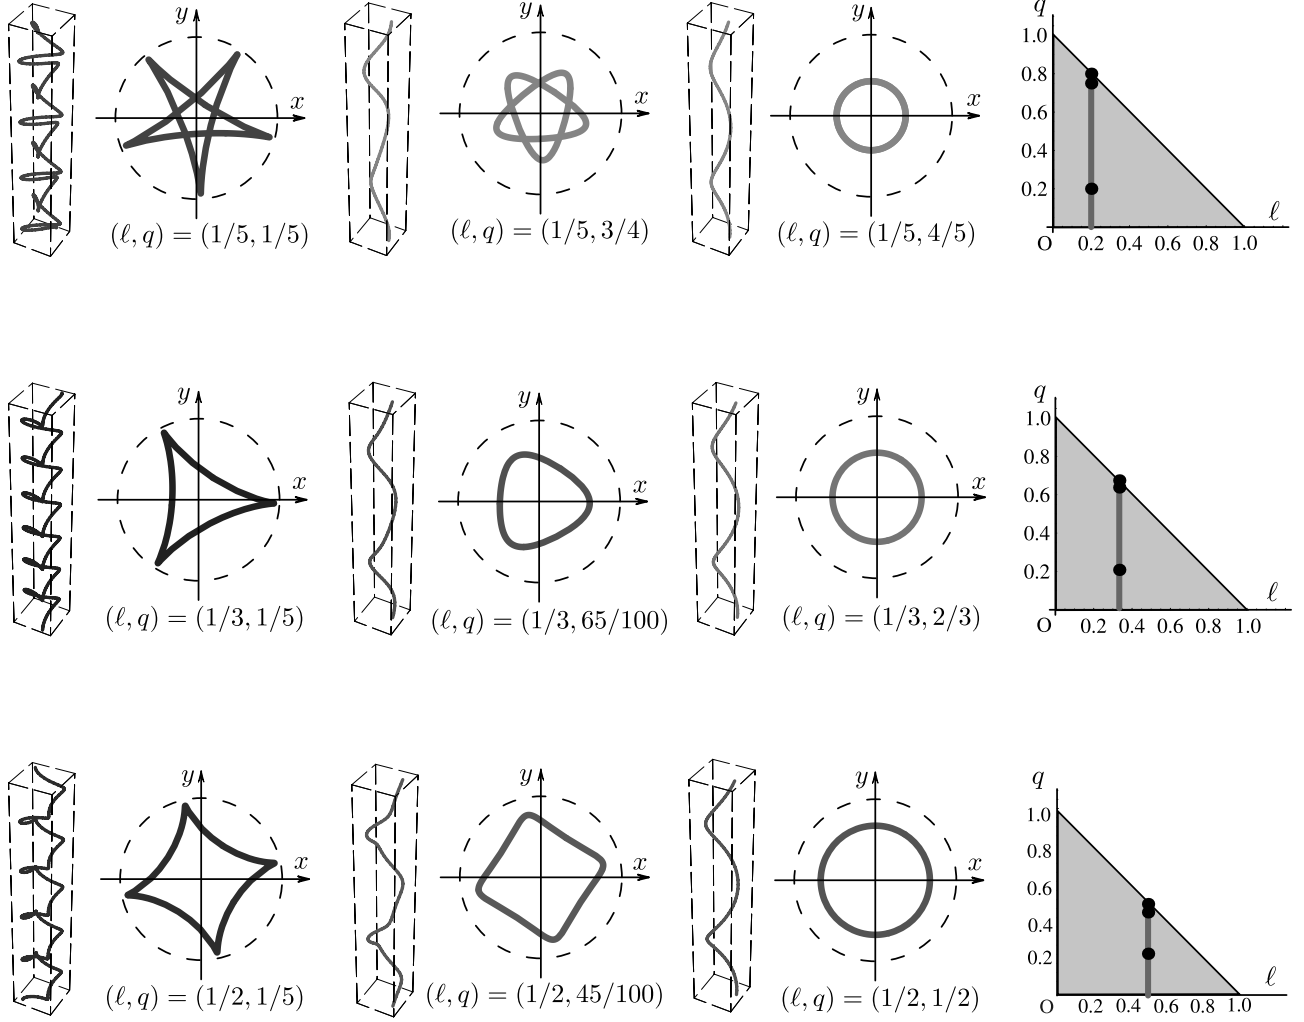 y
x
(ℓ, q) = (1/5, 1/5)
y
x
(ℓ, q) = (1/5, 3/4)
y
x
(ℓ, q) = (1/5, 4/5)
q
1.0
0.8
0.6
0.4
0.2
ℓ
O 0.2 0.4 0.6 0.8 1.0
y
x
(ℓ, q) = (1/3, 1/5)
y
x
(ℓ, q) = (1/3, 65/100)
y
x
(ℓ, q) = (1/3, 2/3)
q
1.0
0.8
0.6
0.4
0.2
ℓ
O 0.2 0.4 0.6 0.8 1.0
y
x
(ℓ, q) = (1/2, 1/5)
y
x
(ℓ, q) = (1/2, 45/100)
y
x
(ℓ, q) = (1/2, 1/2)
q
1.0
0.8
0.6
0.4
0.2
ℓ
O 0.2 0.4 0.6 0.8 1.0